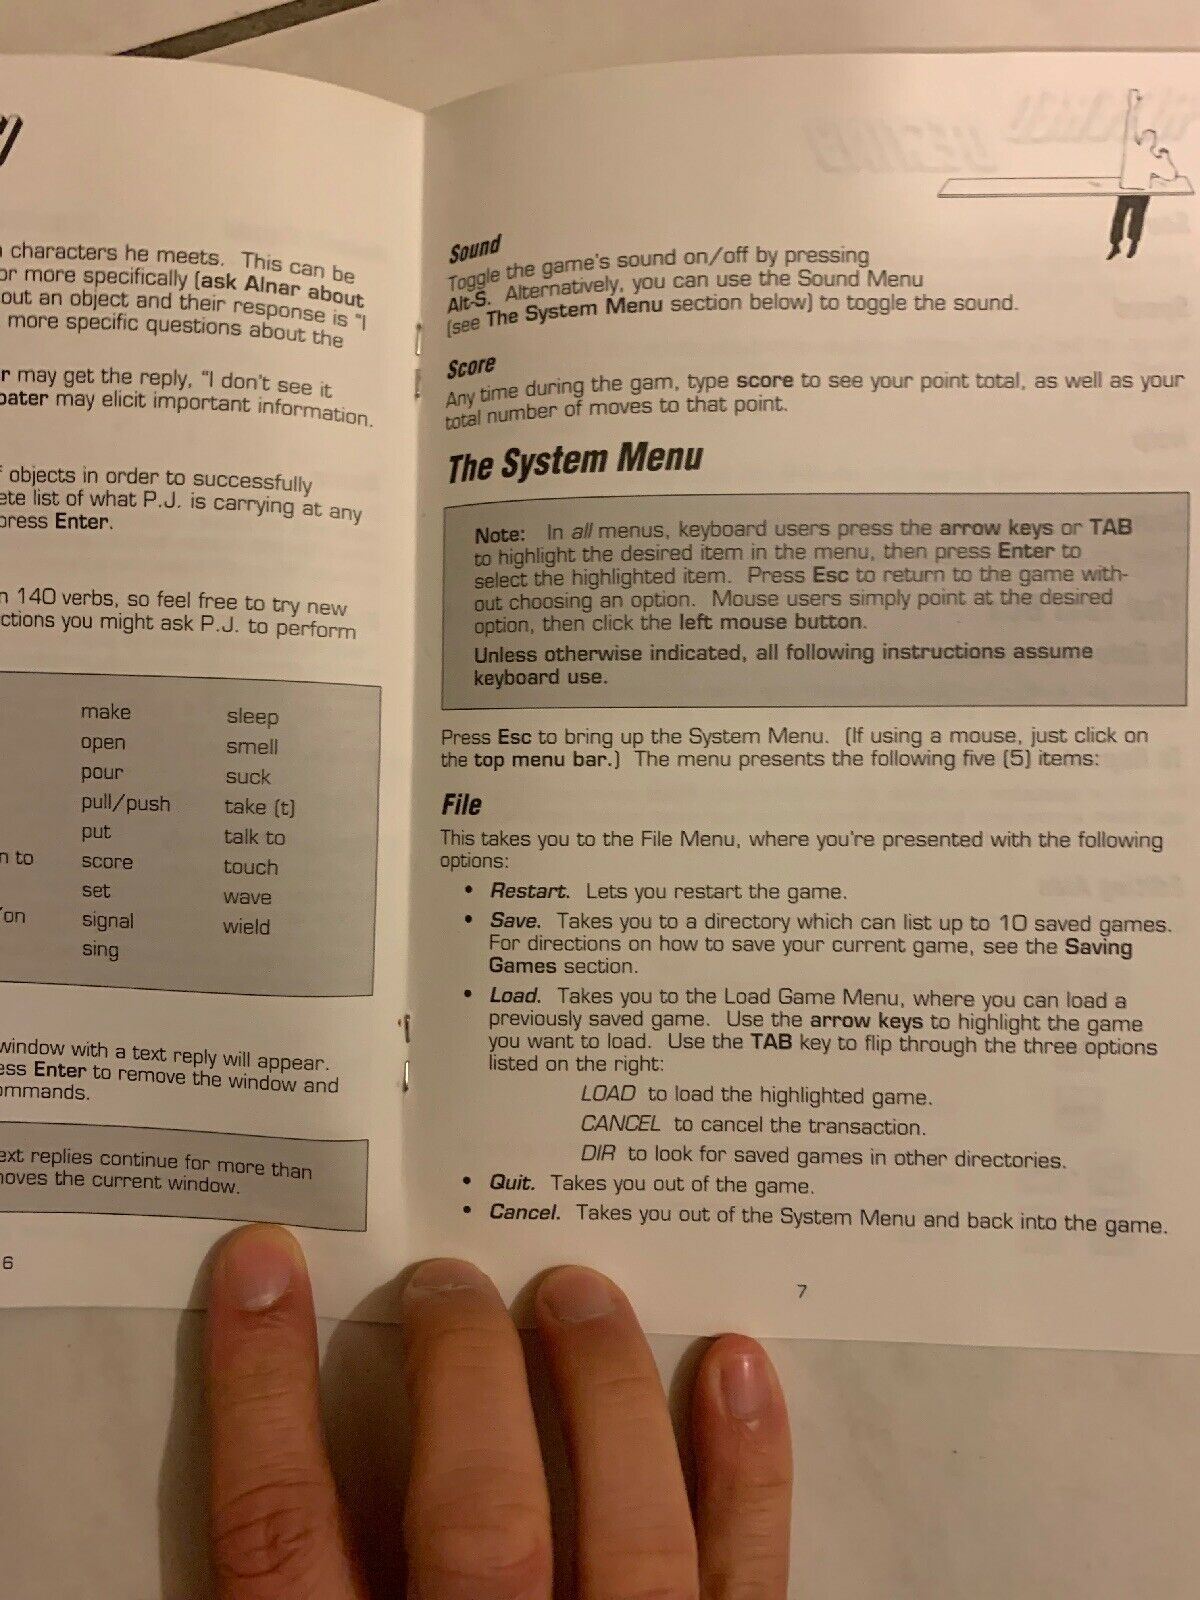 characters he meets. This can be
or more specifically (ask Alnar about
out an object and their response is "I
more specific questions about the
r may get the reply, "I don't see it
may elicit important information.
objects in order to successfully
ete list of what P.J. is carrying at any
press Enter.
n 140 verbs, so feel free to try new
ctions you might ask P.J. to perform
make sleep
open smell
pour suck
pull/push take (t)
put talk to
n to score touch
set wave
/on signal wield
sing
window with a text reply will appear.
ess Enter to remove the window and
ommands.
ext replies continue for more than
moves the current window.
6
Sound
Toggle the game's sound on/off by pressing
Alt-S. Alternatively, you can use the Sound Menu
(see The System Menu section below) to toggle the sound.
Score
Any time during the gam, type score to see your point total, as well as your
total number of moves to that point.
The System Menu
Note: In all menus, keyboard users press the arrow keys or TAB
to highlight the desired item in the menu, then press Enter to
select the highlighted item. Press Esc to return to the game with-
out choosing an option. Mouse users simply point at the desired
option, then click the left mouse button.
Unless otherwise indicated, all following instructions assume
keyboard use.
Press Esc to bring up the System Menu. (If using a mouse, just click on
the top menu bar.) The menu presents the following five (5) items:
File
This takes you to the File Menu, where you're presented with the following
options:
• Restart. Lets you restart the game.
• Save. Takes you to a directory which can list up to 10 saved games.
For directions on how to save your current game, see the Saving
Games section.
• Load. Takes you to the Load Game Menu, where you can load a
previously saved game. Use the arrow keys to highlight the game
you want to load. Use the TAB key to flip through the three options
listed on the right:
LOAD to load the highlighted game.
CANCEL to cancel the transaction.
DIR to look for saved games in other directories.
• Quit. Takes you out of the game.
• Cancel. Takes you out of the System Menu and back into the game.
7